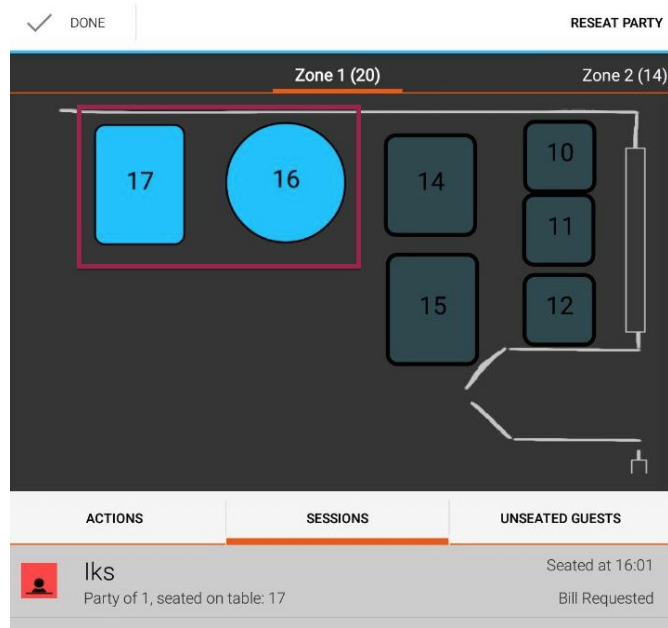 DONE
RESEAT PARTY
Zone 1 (20)
Zone 2 (14)
17
16
14
10
11
15
12
ACTIONS
SESSIONS
UNSEATED GUESTS
Iks
Seated at 16:01
Party of 1, seated on table: 17
Bill Requested